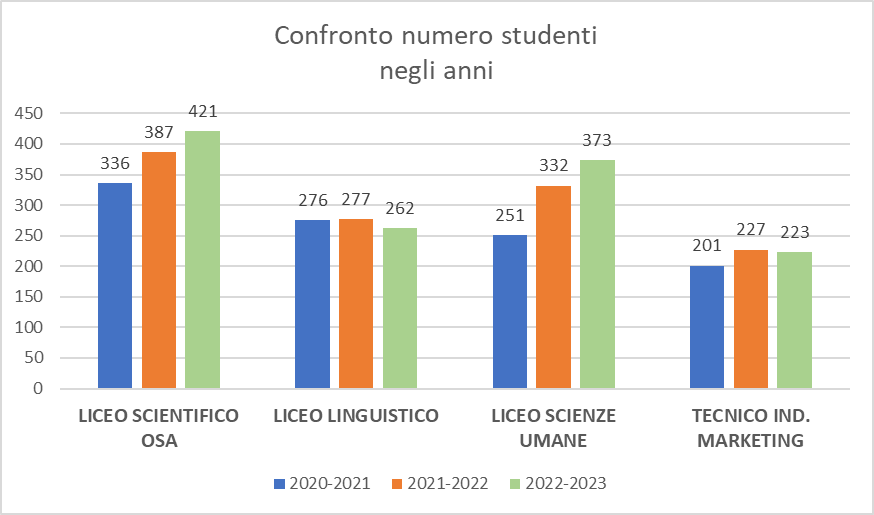 Confronto numero studenti
negli anni
450
400
350
300
250
200
150
100
50
0
336
387
421
276
277
262
251
332
373
201
227
223
LICEO SCIENTIFICO
OSA
LICEO LINGUISTICO
LICEO SCIENZE
UMANE
TECNICO IND.
MARKETING
2020-2021
2021-2022
2022-2023